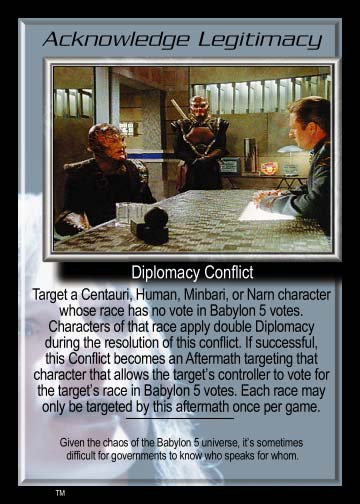 Acknowledge Legitimacy
Diplomacy Conflict
Target a Centauri, Human, Minbari, or Narn character
whose race has no vote in Babylon 5 votes.
Characters of that race apply double Diplomacy
during the resolution of this conflict. If successful,
this Conflict becomes an Aftermath targeting that
character that allows the target's controller to vote for
the target's race in Babylon 5 votes. Each race may
only be targeted by this aftermath once per game.
Given the chaos of the Babylon 5 universe, it's sometimes
difficult for governments to know who speaks for whom.
TM